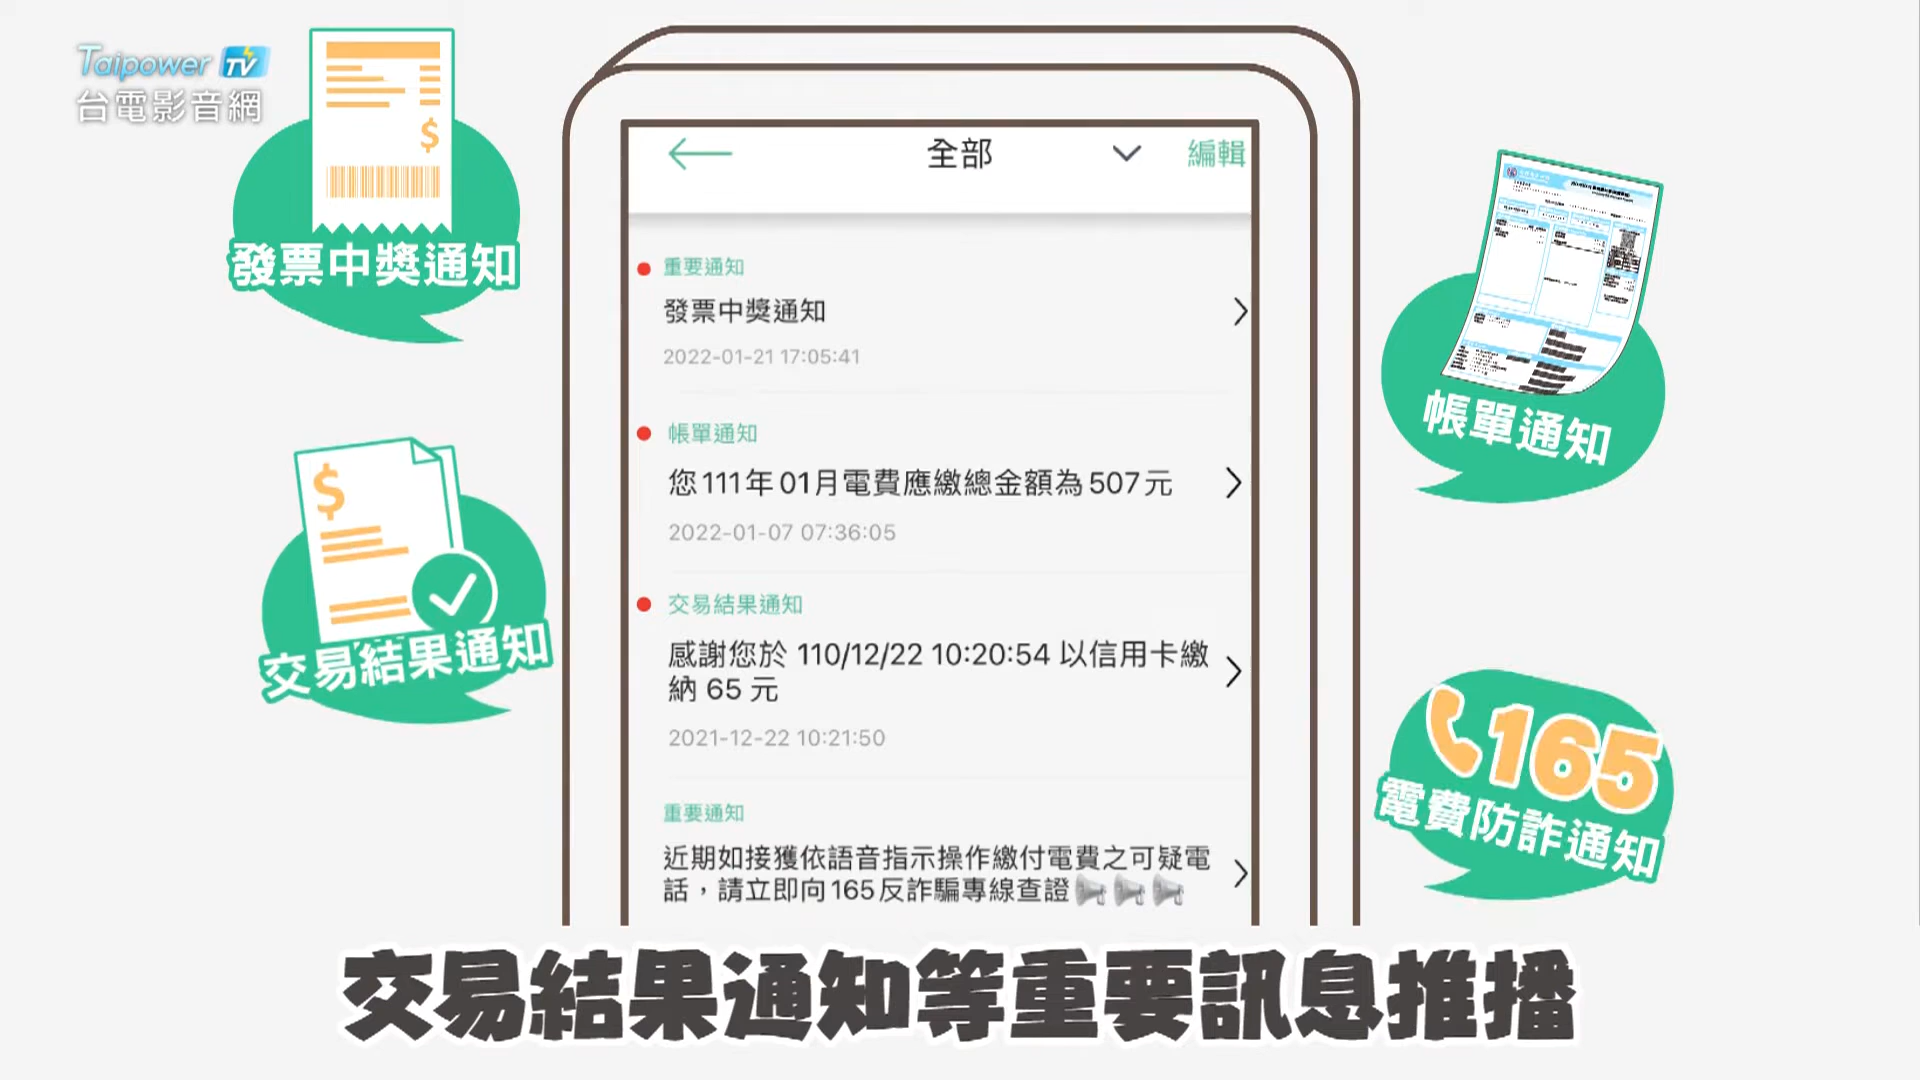 Taipower TV
台電影音網
發票中獎通知
交易結果通知
全部
編輯
重要通知
發票中獎通知
2022-01-21 17:05:41
帳單通知
您111年01月電費應繳總金額為507元
2022-01-07 07:36:05
交易結果通知
感謝您於 110/12/22 10:20:54 以信用卡繳
納 65 元
2021-12-22 10:21:50
重要通知
近期如接獲依語音指示操作繳付電費之可疑電
話，請立即向165反詐騙專線查證📢📢📢
帳單通知
165
電費防詐通知
交易結果通知等重要訊息推播